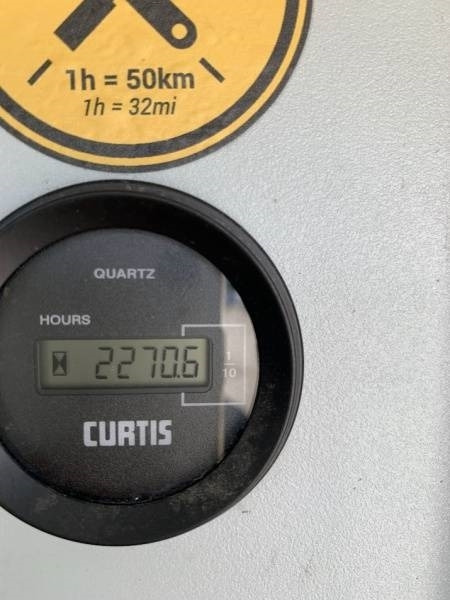 1h = 50km
1h = 32mi
QUARTZ
HOURS
2270.6
1
10
CURTIS